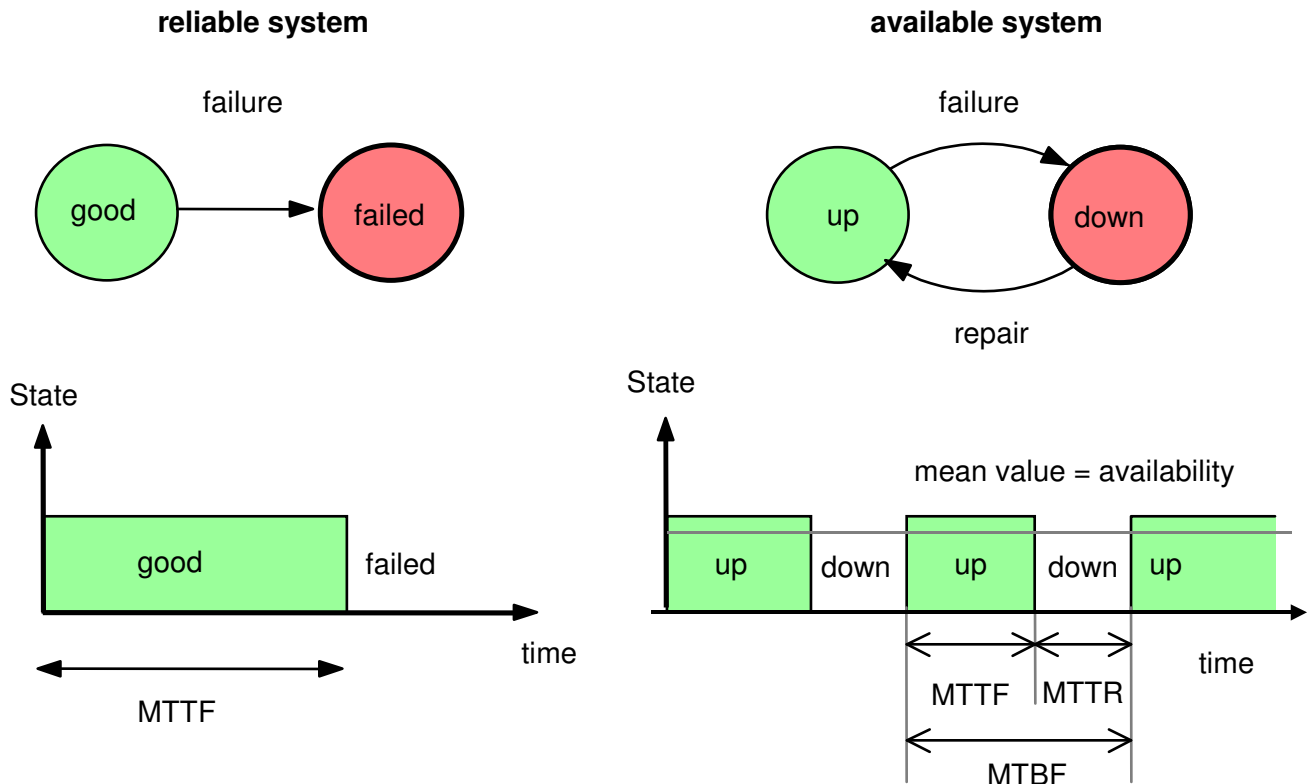 reliable system
failure
good
failed
State
good
failed
time
MTTF
available system
failure
up
down
repair
State
mean value = availability
up
down
up
down
up
time
MTTF
MTTR
MTBF